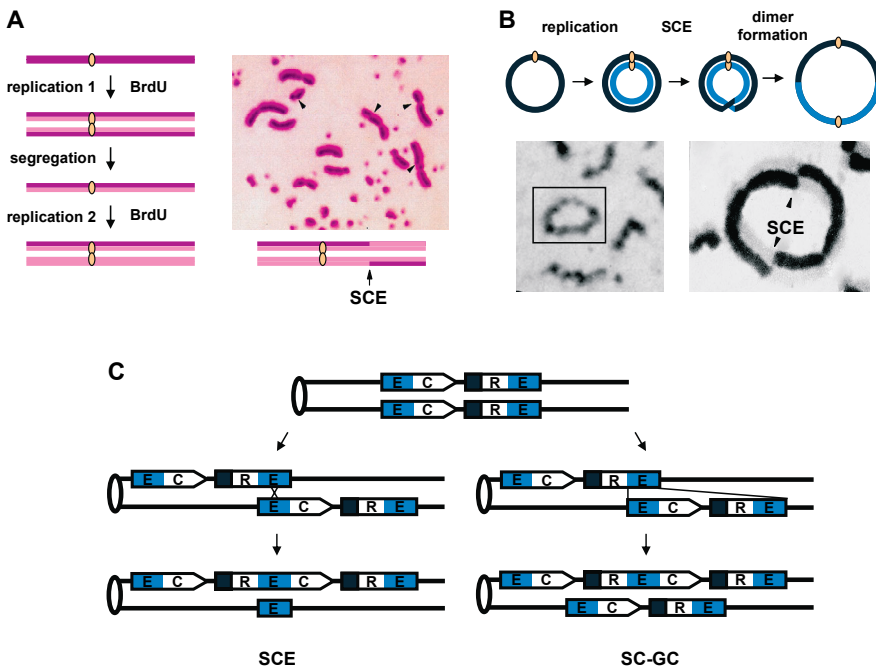 A
replication 1
BrdU
segregation
replication 2
BrdU
SCE
B
replication
SCE
dimer
formation
SCE
C
E C R E
E C R E
E C R E
E C R E
E C R E C R E
E
SCE
E C R E
E C R E
E C R E C R E
E C R E
SC-GC